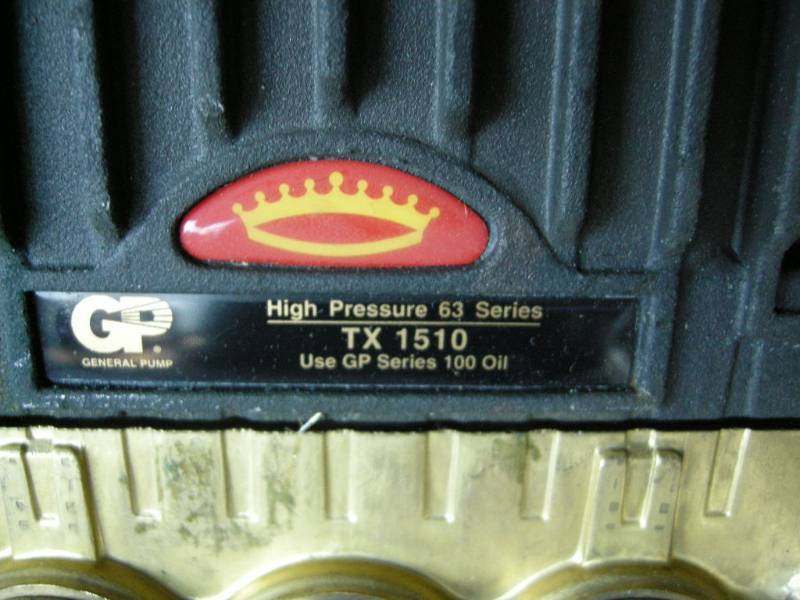 GP
GENERAL PUMP
High Pressure 63 Series
TX 1510
Use GP Series 100 Oil